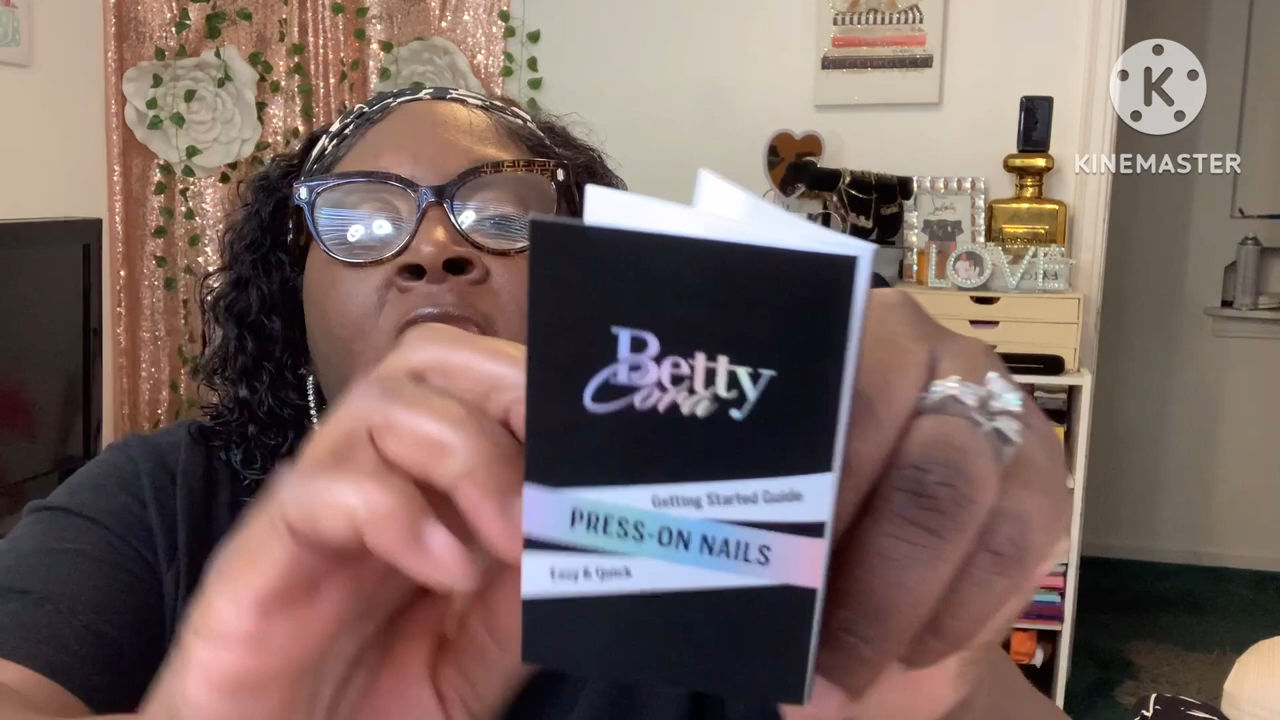 K
KINEMASTER
LOVE
Betty
Cora
Getting Started Guide
PRESS-ON NAILS
Easy & Quick